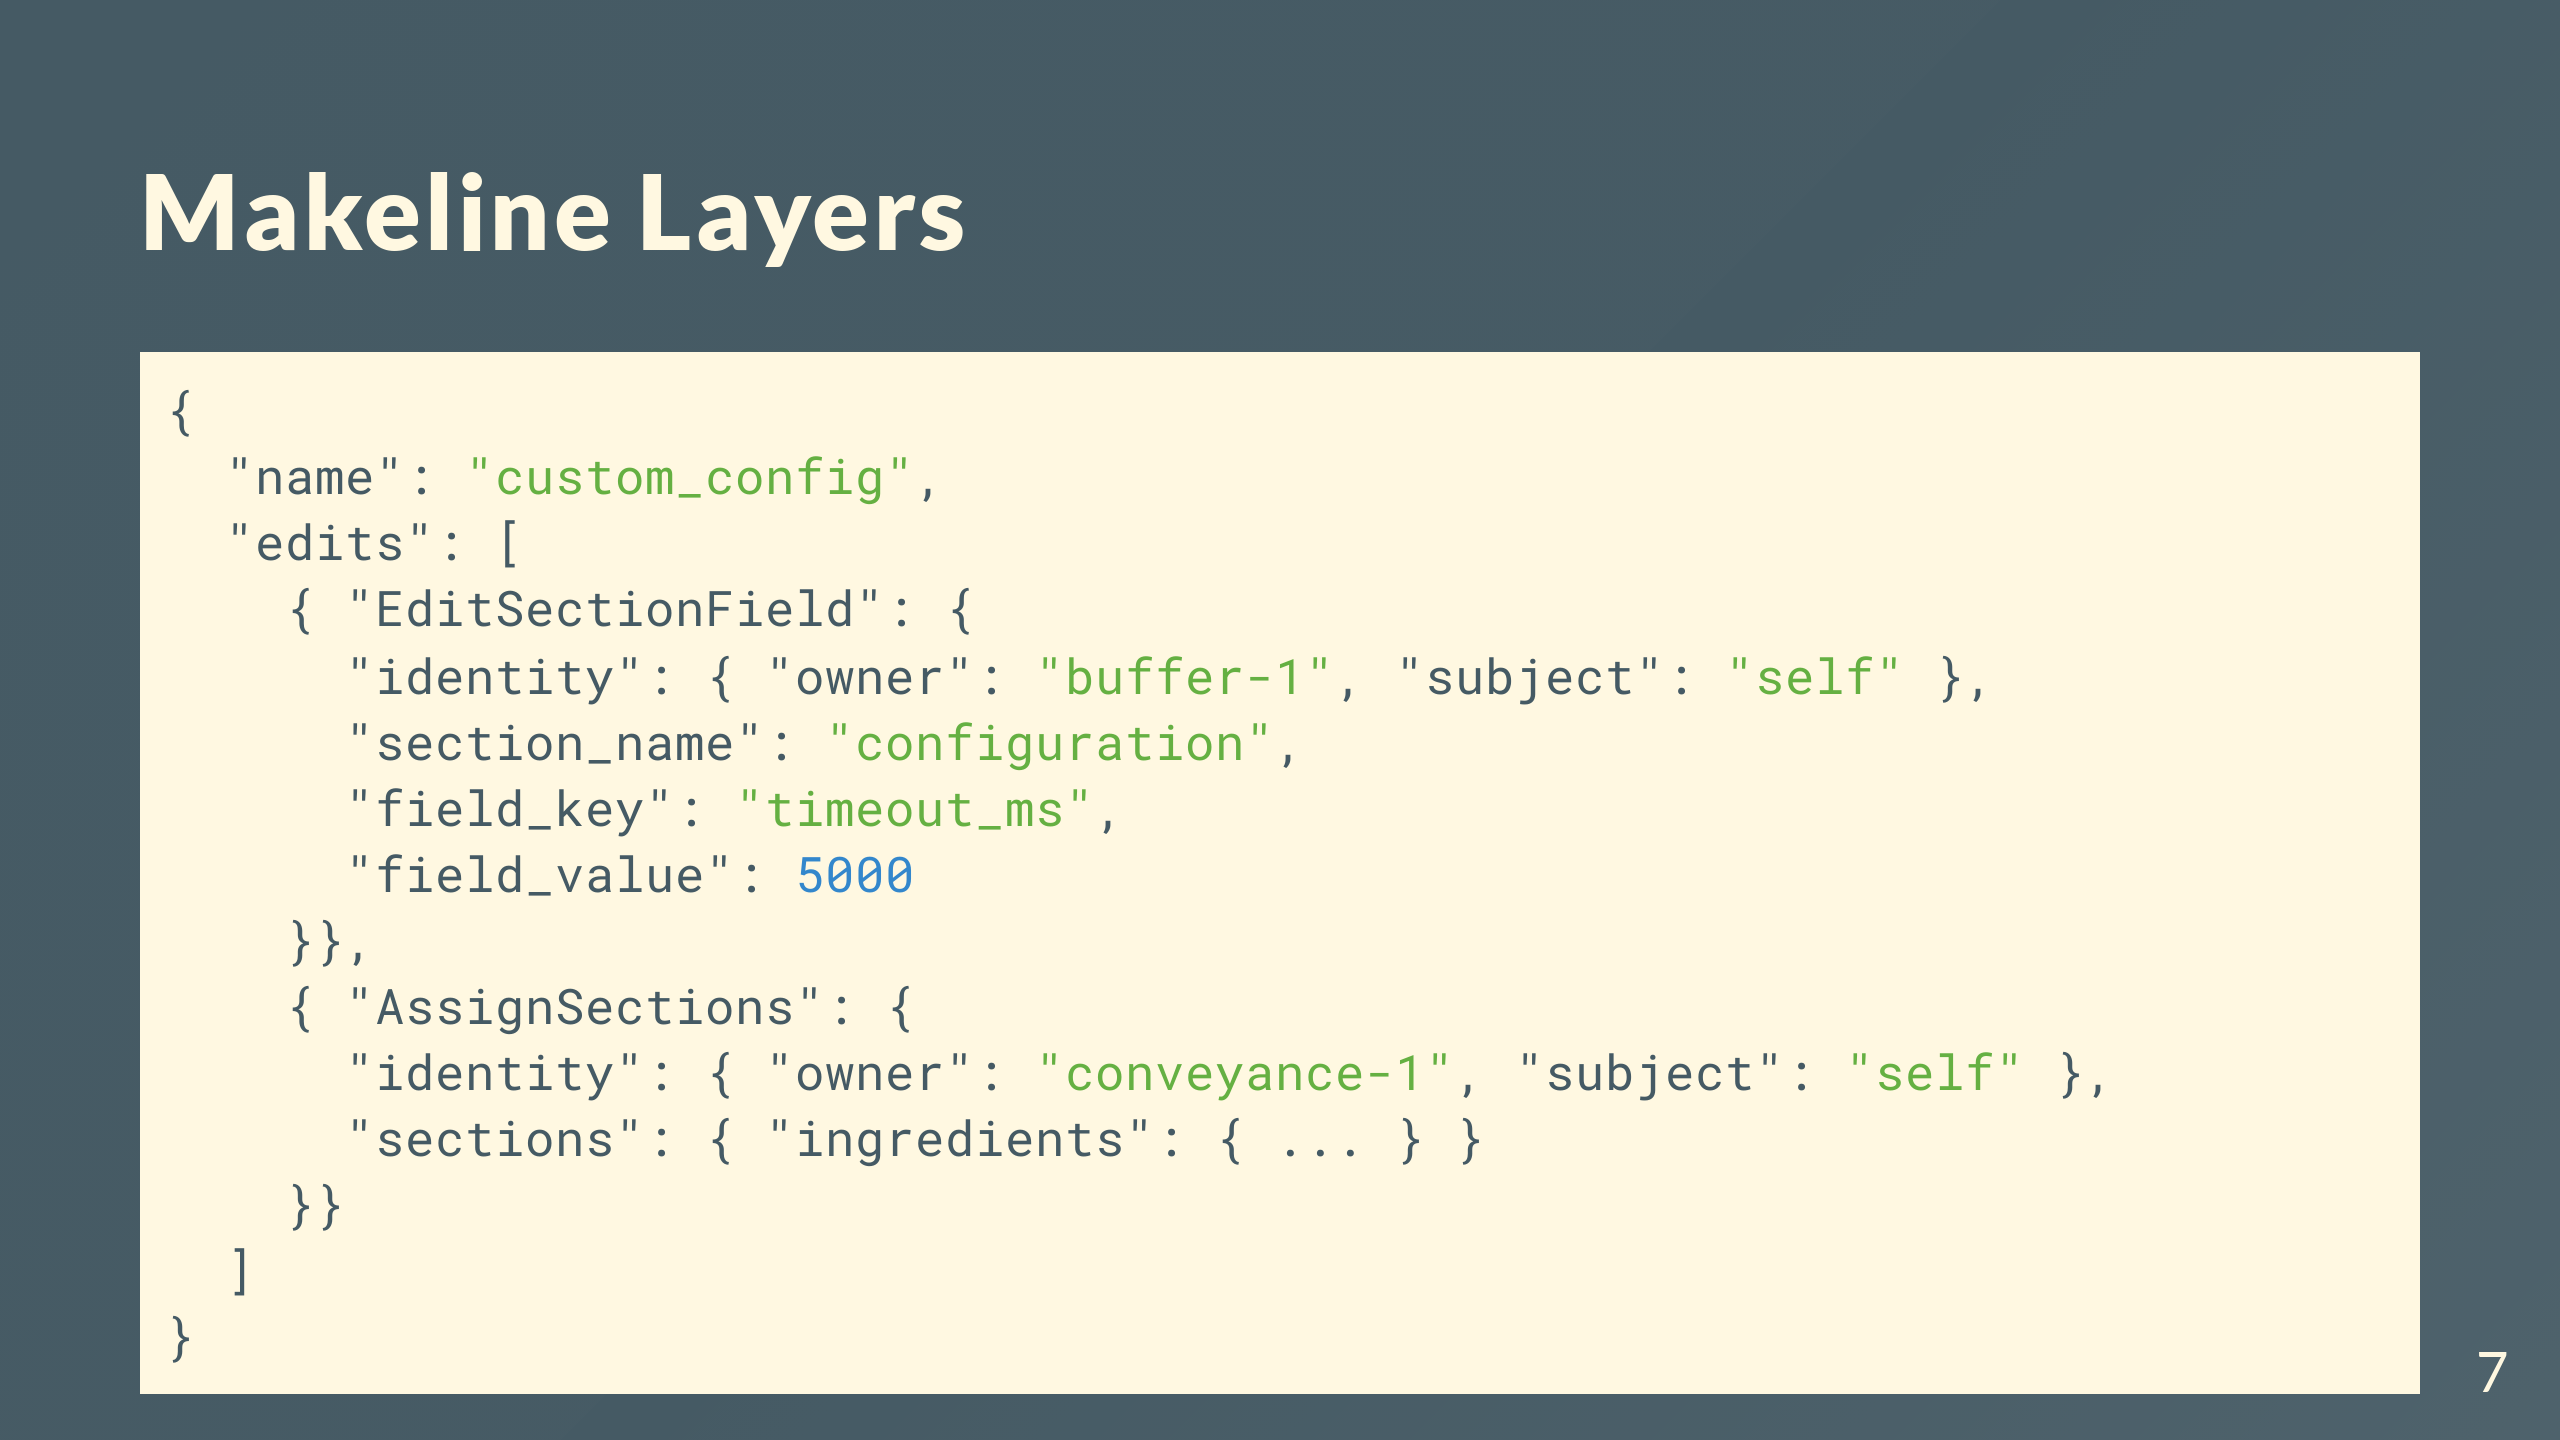 Makeline Layers
{
  "name": "custom_config",
  "edits": [
    { "EditSectionField": {
      "identity": { "owner": "buffer-1", "subject": "self" },
      "section_name": "configuration",
      "field_key": "timeout_ms",
      "field_value": 5000
    }},
    { "AssignSections": {
      "identity": { "owner": "conveyance-1", "subject": "self" },
      "sections": { "ingredients": { ... } }
    }}
  ]
}
7